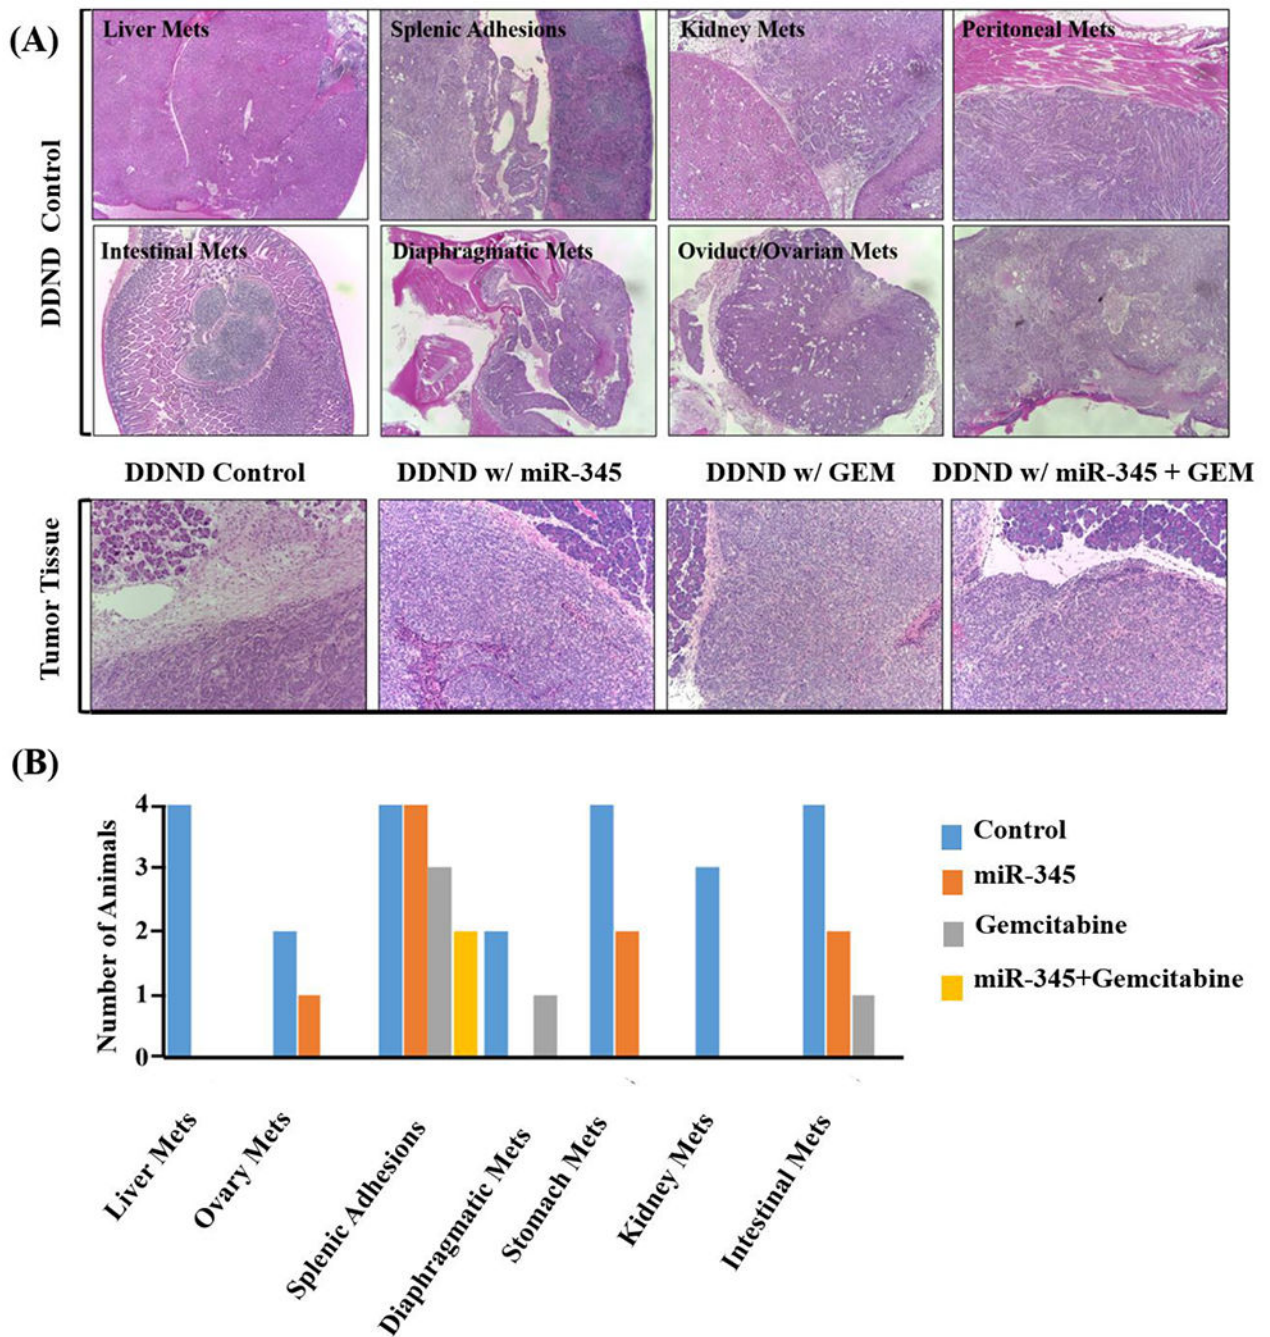 (A)
DDND Control
Liver Mets
Splenic Adhesions
Kidney Mets
Peritoneal Mets
Intestinal Mets
Diaphragmatic Mets
Oviduct/Ovarian Mets
DDND Control
DDND w/ miR-345
DDND w/ GEM
DDND w/ miR-345 + GEM
Tumor Tissue
(B)
Number of Animals
4
3
2
1
0
Liver Mets
Ovary Mets
Splenic Adhesions
Diaphragmatic Mets
Stomach Mets
Kidney Mets
Intestinal Mets
Control
miR-345
Gemcitabine
miR-345+Gemcitabine